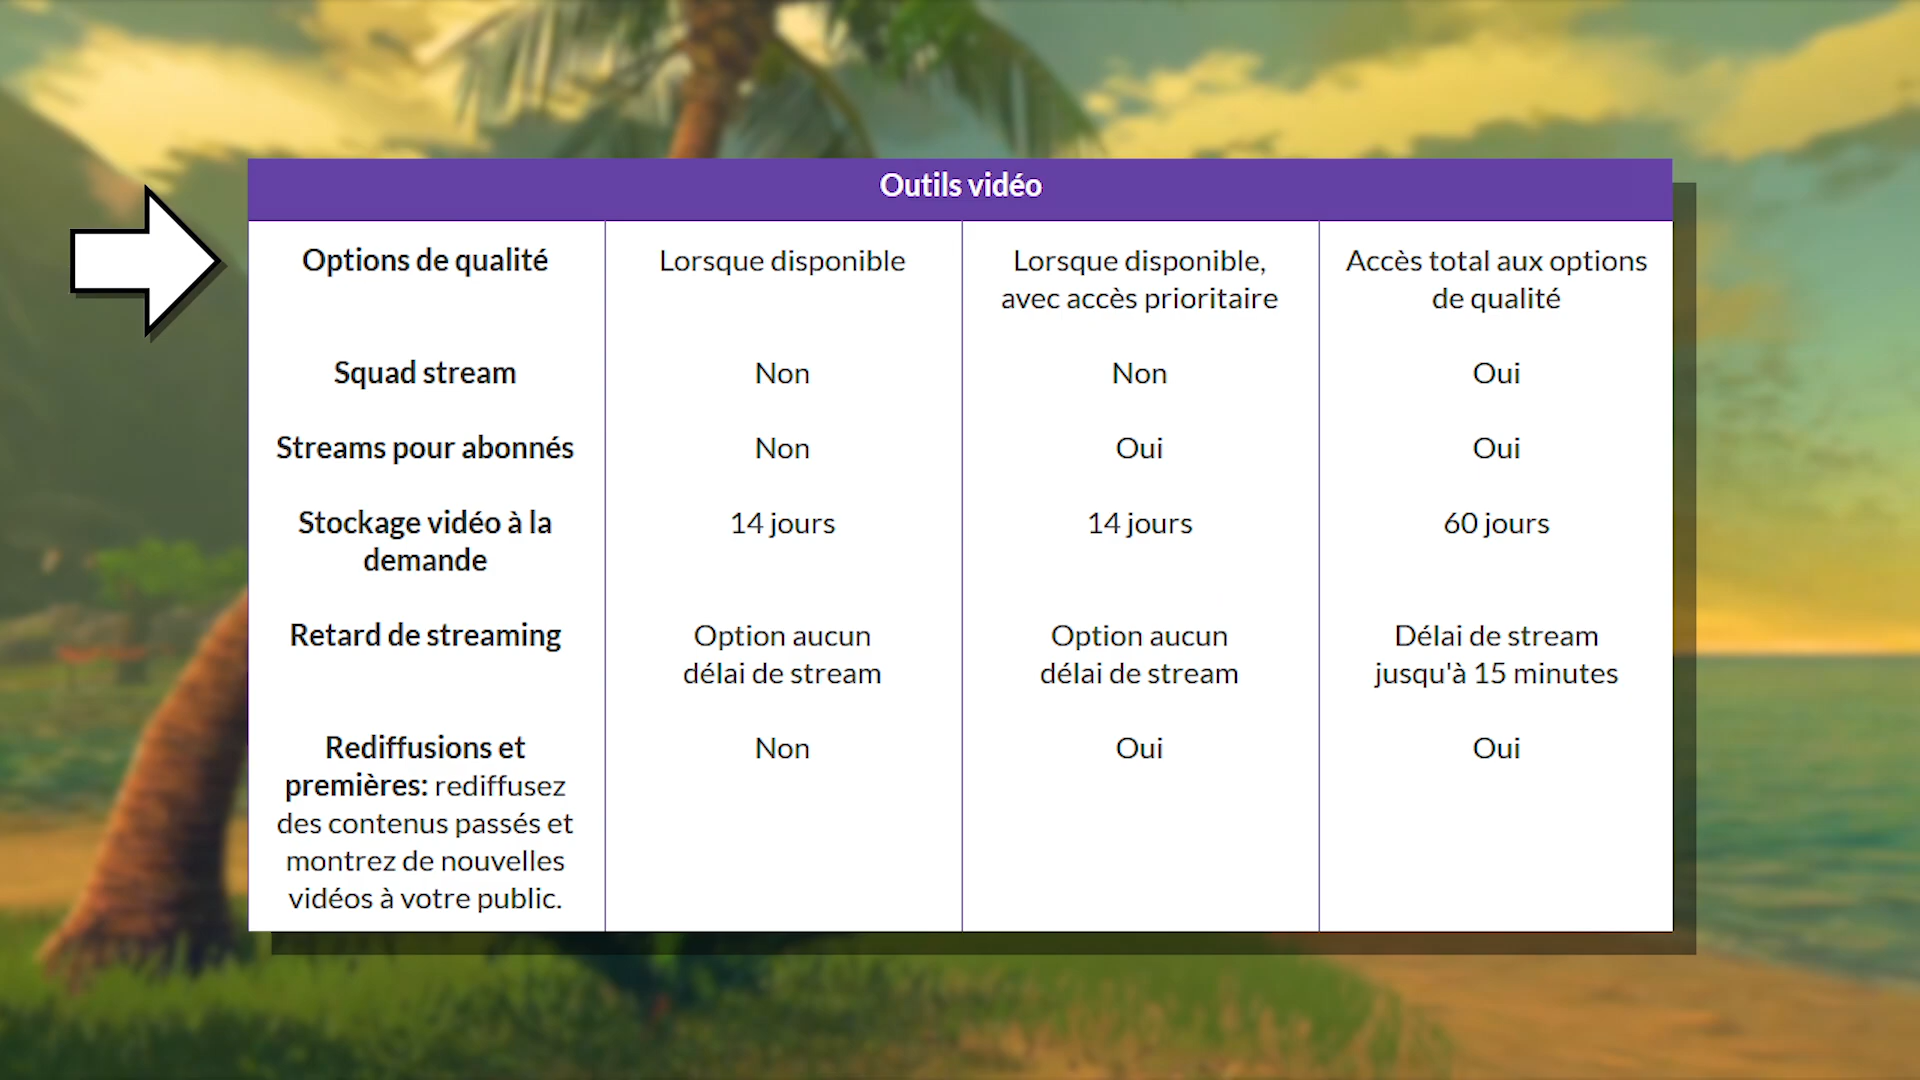 Outils vidéo
Options de qualité
Lorsque disponible
Lorsque disponible,
avec accès prioritaire
Accès total aux options
de qualité
Squad stream
Non
Non
Oui
Streams pour abonnés
Non
Oui
Oui
Stockage vidéo à la
demande
14 jours
14 jours
60 jours
Retard de streaming
Option aucun
délai de stream
Option aucun
délai de stream
Délai de stream
jusqu'à 15 minutes
Rediffusions et
premières: rediffusez
des contenus passés et
montrez de nouvelles
vidéos à votre public.
Non
Oui
Oui